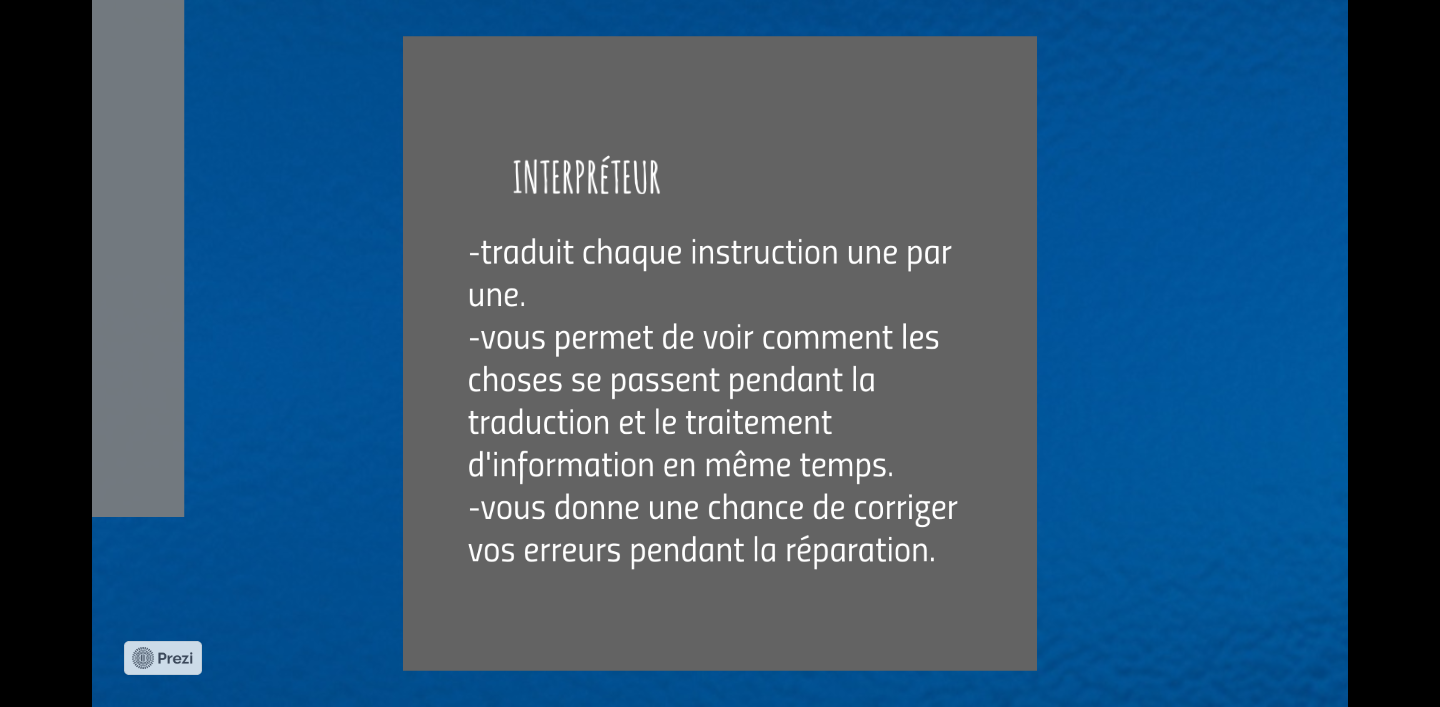 INTERPRÉTEUR
-traduit chaque instruction une par
une.
-vous permet de voir comment les
choses se passent pendant la
traduction et le traitement
d'information en même temps.
-vous donne une chance de corriger
vos erreurs pendant la réparation.
Prezi